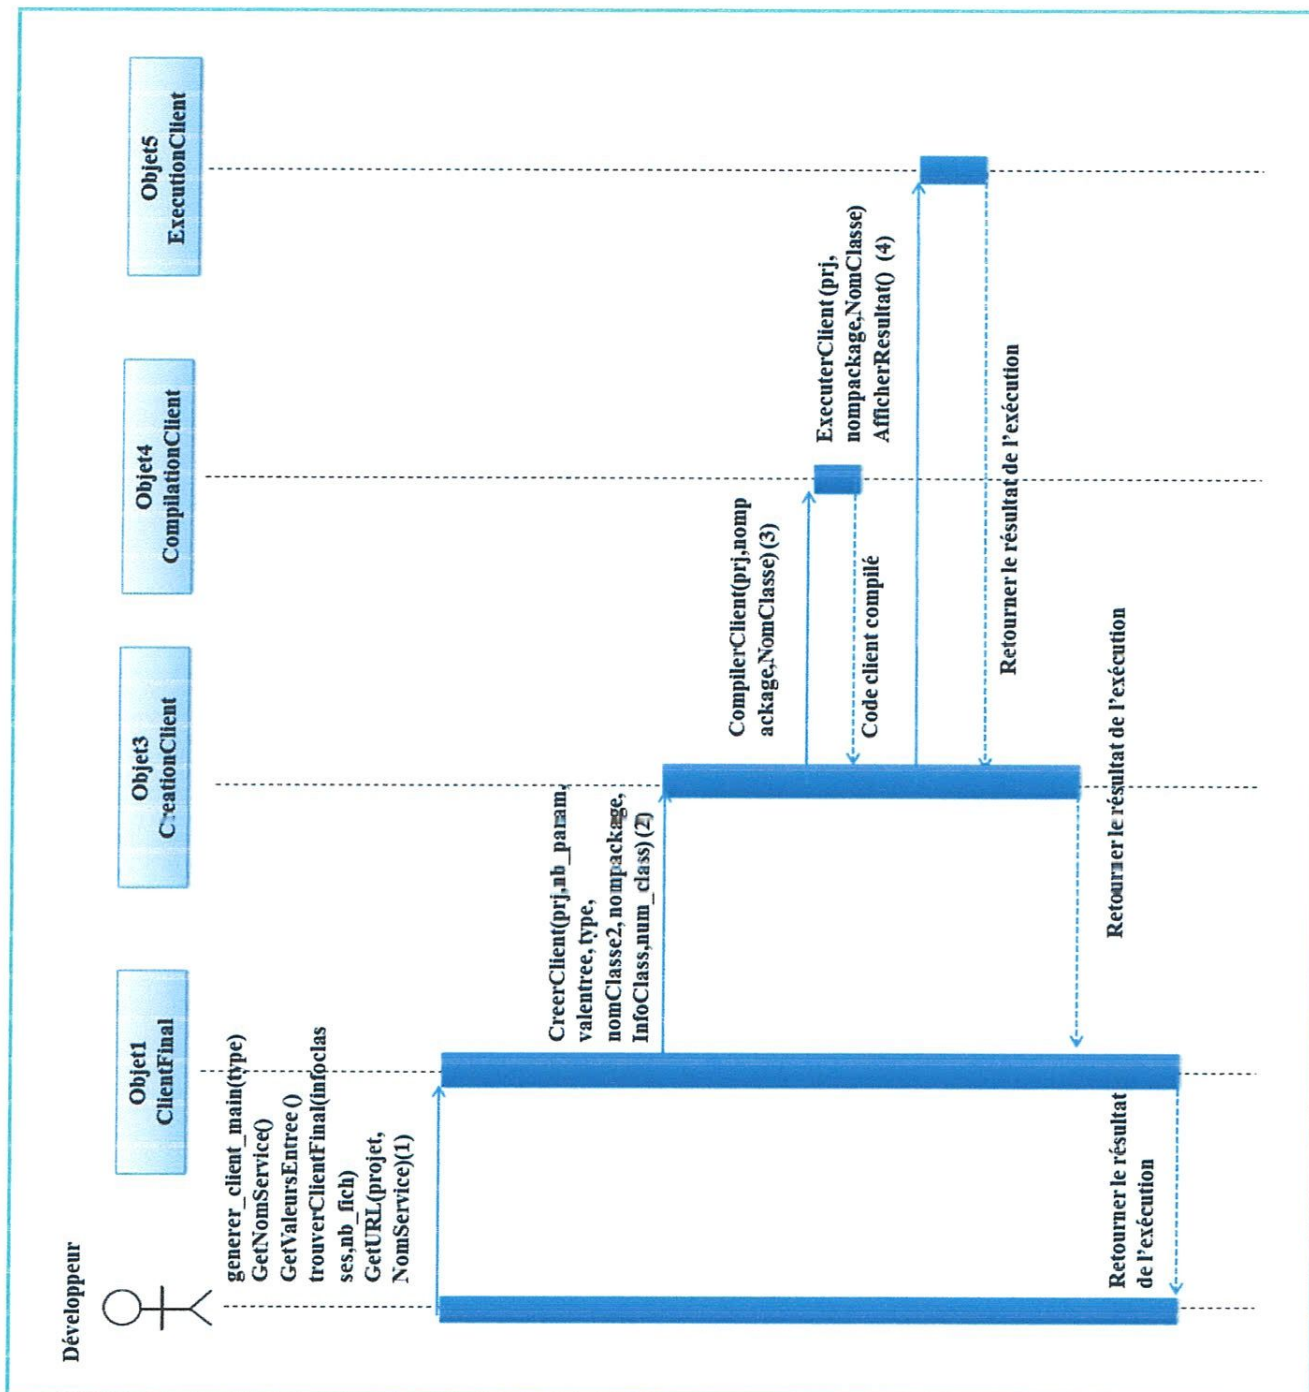 Développeur
Objet1
ClientFinal
Objet3
CreationClient
Objet4
CompilationClient
Objet5
ExecutionClient
generer_client_main(type)
GetNomService()
GetValeursEntree ()
trouverClientFinal(infoclas
ses,nb_fich)
GetURL(projet,
NomService)(1)
CreerClient(prj,nb_param,
valentree, type,
nomClasse2, nompackage,
InfoClass,num_class) (2)
CompilerClient(prj,nomp
ackage,NomClasse) (3)
Code client compilé
ExecuterClient (prj,
nompackage,NomClasse)
AfficherResultat() (4)
Retourner le résultat de l'exécution
Retourner le résultat de l'exécution
Retourner le résultat
de l'exécution